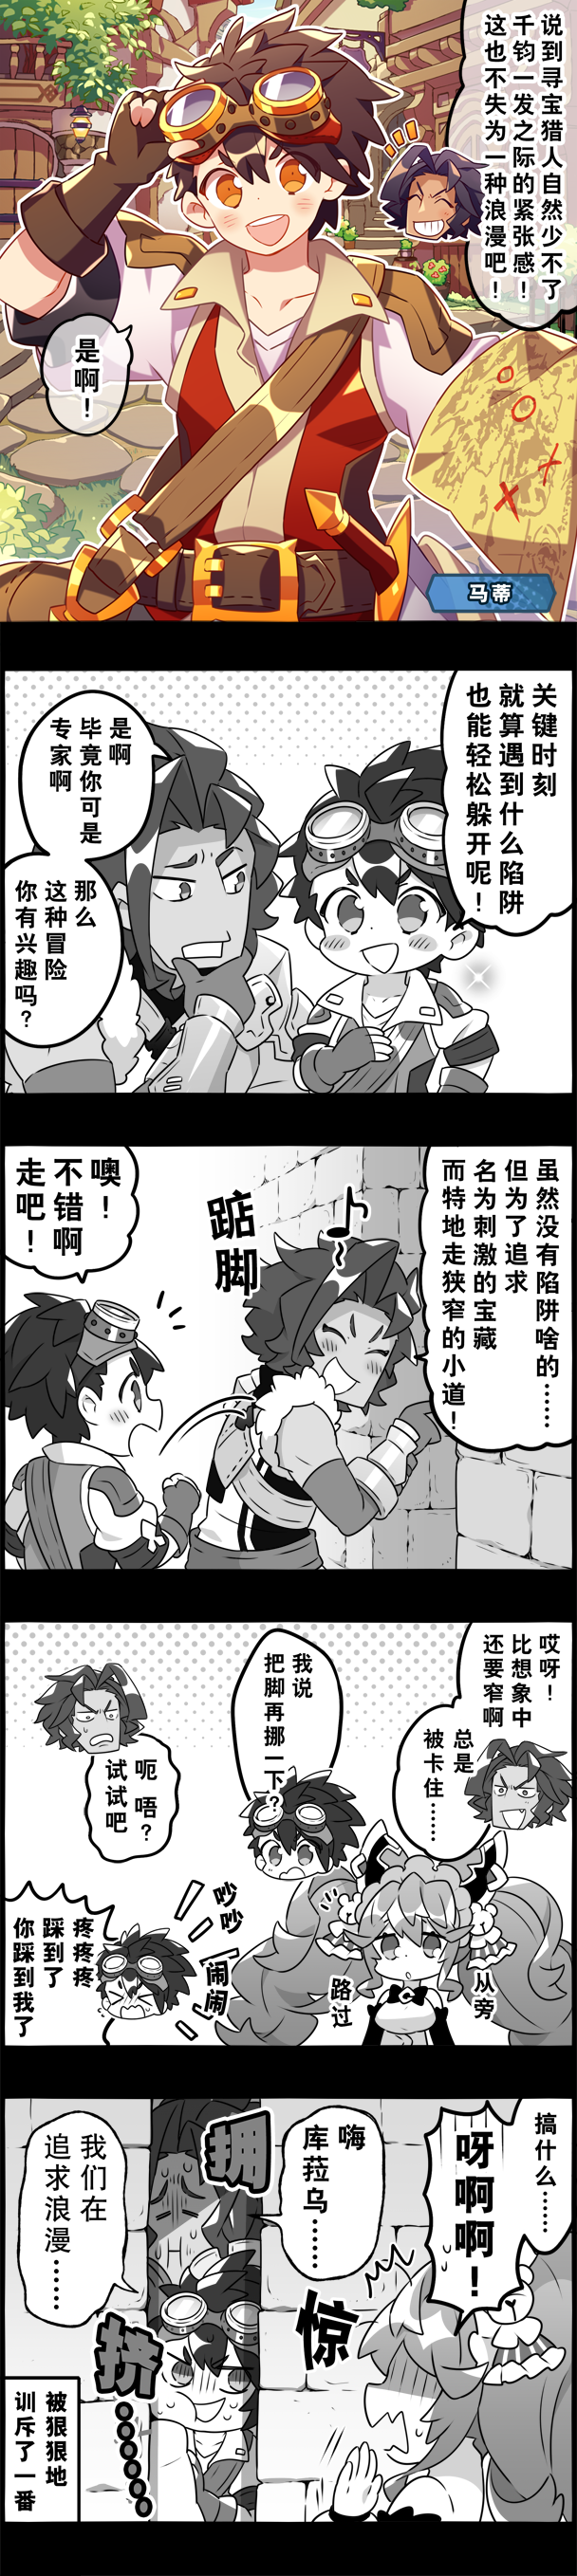 说到寻宝猎人自然少不了
千钧一发之际的紧张感！
这也不失为一种浪漫吧！
是啊！
马蒂
关键时刻
就算遇到什么陷阱
也能轻松躲开呢！
是啊
毕竟你可是
专家啊
那么
这种冒险
你有兴趣吗？
虽然没有陷阱啥的……
但为了追求
名为刺激的宝藏
而特地走狭窄的小道！
踮脚
噢！
不错啊
走吧！
哎呀！
比想象中
还要窄啊
总是
被卡住……
我说
把脚再挪一下？
呃 唔？
试试吧
疼疼疼
踩到了
你踩到我了
吵吵
闹闹
从旁
路过
搞什么……
呀啊啊！
惊
嗨
库菈乌……
拥
挤……
我们在
追求浪漫……
被狠狠地
训斥了一番